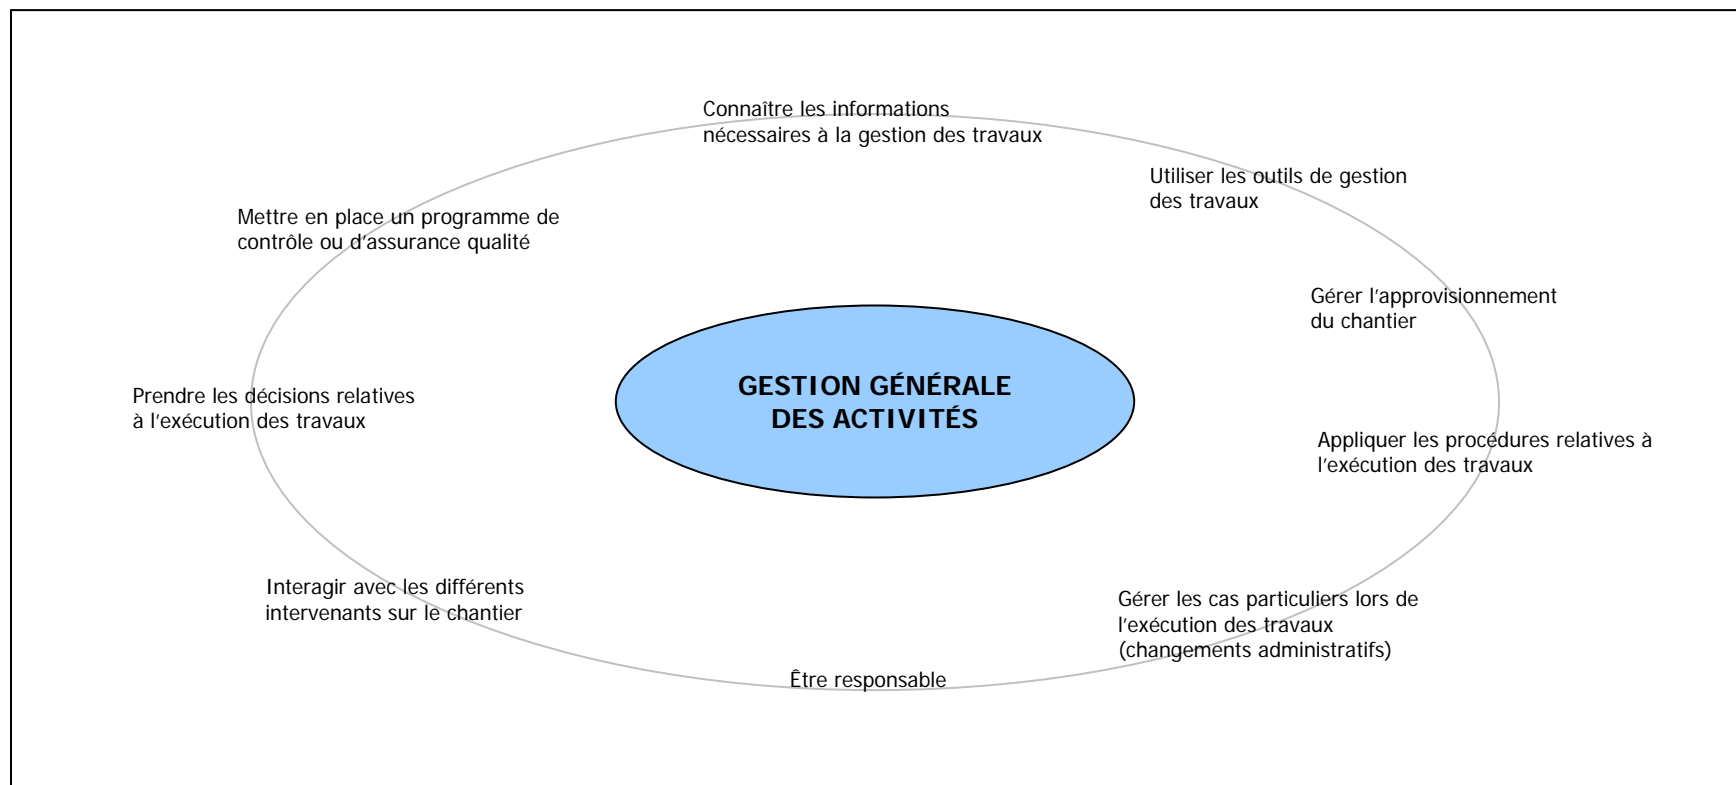 Connaître les informations
nécessaires à la gestion des travaux
Utiliser les outils de gestion
des travaux
Mettre en place un programme de
contrôle ou d'assurance qualité
Gérer l'approvisionnement
du chantier
GESTION GÉNÉRALE
DES ACTIVITÉS
Prendre les décisions relatives
à l'exécution des travaux
Appliquer les procédures relatives à
l'exécution des travaux
Interagir avec les différents
intervenants sur le chantier
Gérer les cas particuliers lors de
l'exécution des travaux
(changements administratifs)
Être responsable